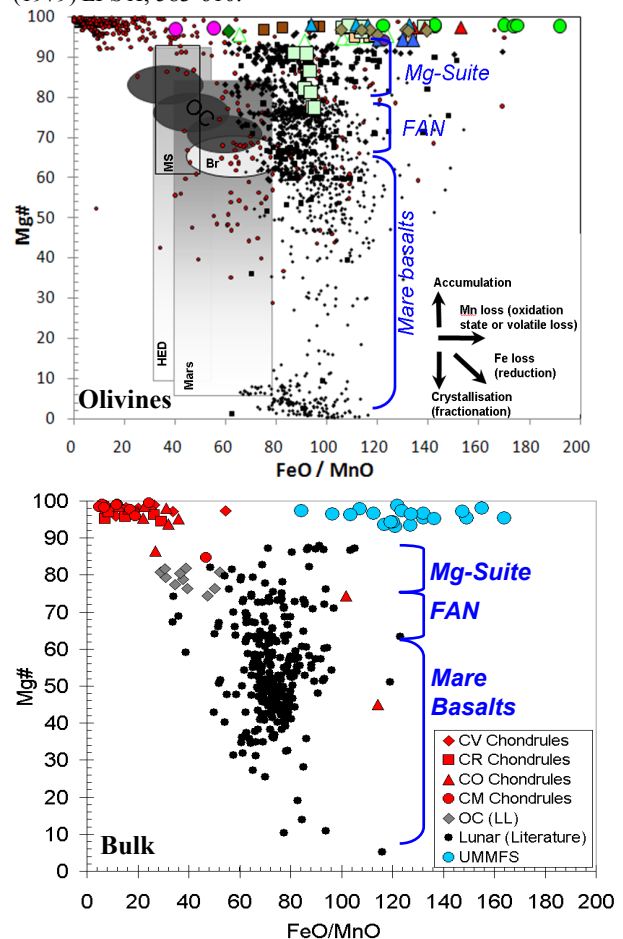 (1979) EPSR, 583-610.
100
90
80
70
60
50
40
30
20
10
0
Mg#
Mg-Suite
FAN
Mare basalts
O
C
Br
MS
HED
Mars
Accumulation
Mn loss (oxidation
state or volatile loss)
Fe loss
(reduction)
Crystallisation
(fractionation)
Olivines
0 20 40 60 80 100 120 140 160 180 200
FeO / MnO
100
90
80
70
60
50
40
30
20
10
0
Mg#
Mg-Suite
FAN
Mare
Basalts
CV Chondrules
CR Chondrules
CO Chondrules
CM Chondrules
OC (LL)
Lunar (Literature)
UMMFS
Bulk
0 20 40 60 80 100 120 140 160 180 200
FeO/MnO